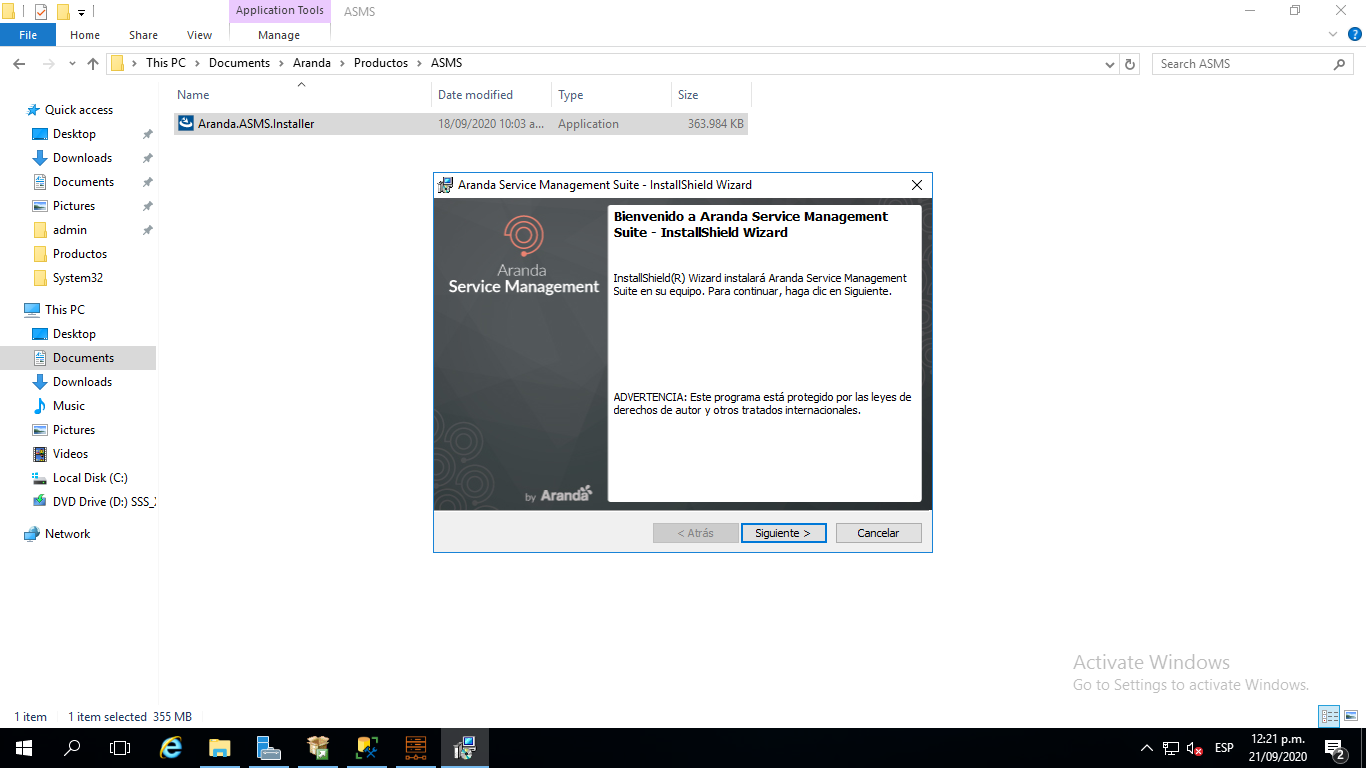 Application Tools
ASMS
File
Home
Share
View
Manage
This PC
Documents
Aranda
Productos
ASMS
Search ASMS
Name
Date modified
Type
Size
Aranda.ASMS.Installer
18/09/2020 10:03 a...
Application
363.984 KB
Quick access
Desktop
Downloads
Documents
Pictures
admin
Productos
System32
This PC
Desktop
Documents
Downloads
Music
Pictures
Videos
Local Disk (C:)
DVD Drive (D:) SSS_
Network
Aranda Service Management Suite - InstallShield Wizard
Aranda
Service Management
by Aranda
Bienvenido a Aranda Service Management
Suite - InstallShield Wizard
InstallShield(R) Wizard instalará Aranda Service Management
Suite en su equipo. Para continuar, haga clic en Siguiente.
ADVERTENCIA: Este programa está protegido por las leyes de
derechos de autor y otros tratados internacionales.
< Atrás
Siguiente >
Cancelar
Activate Windows
Go to Settings to activate Windows.
1 item
1 item selected 355 MB
ESP
12:21 p.m.
21/09/2020
2